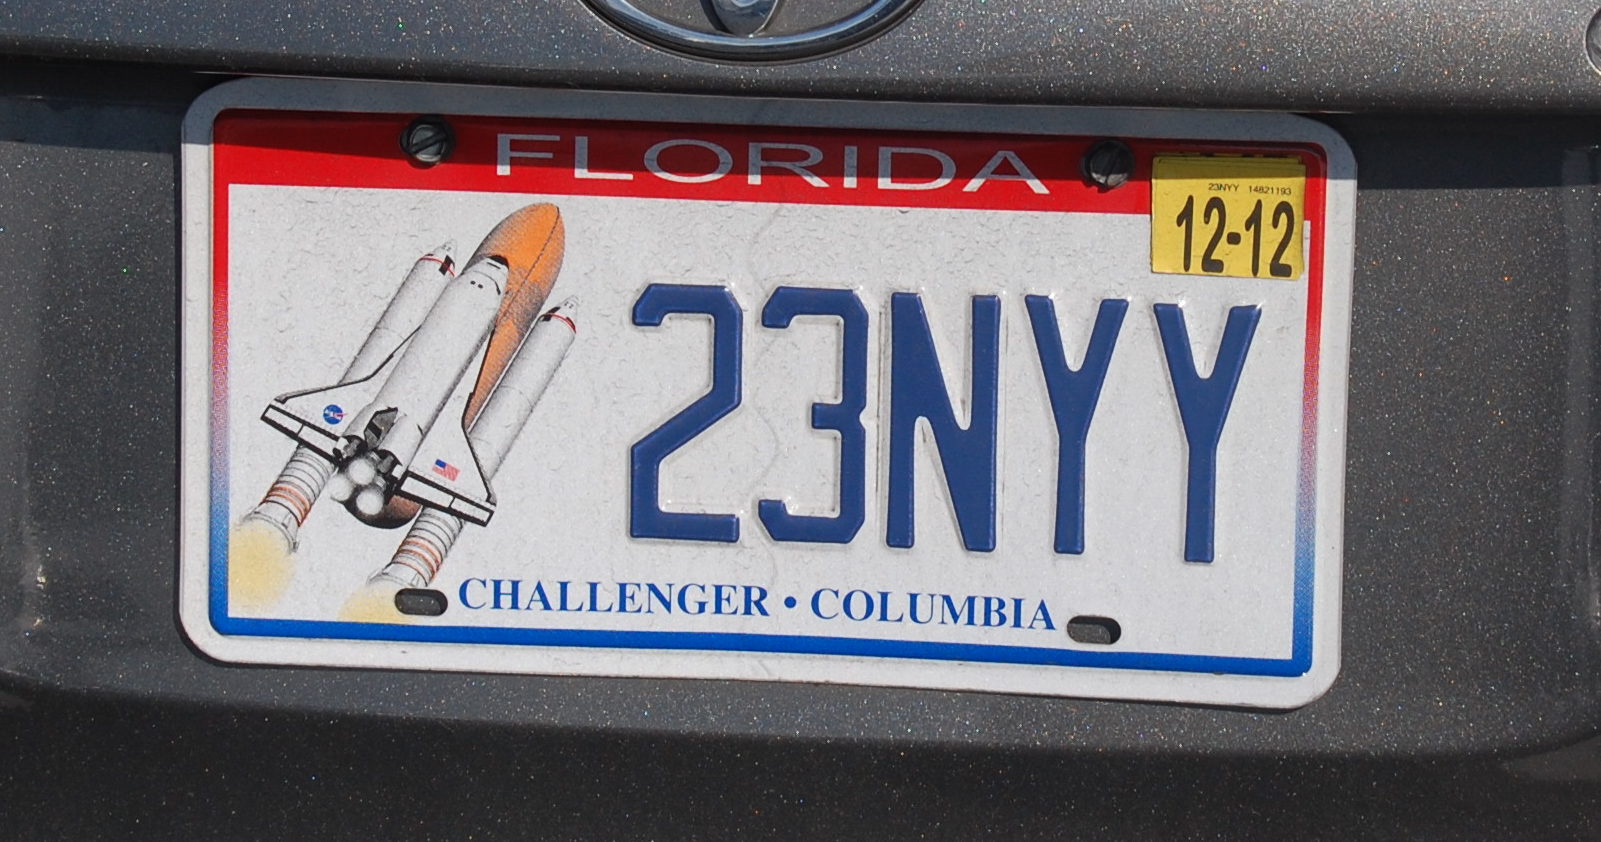 FLORIDA
23NYY 14821193
12-12
23NYY
CHALLENGER • COLUMBIA